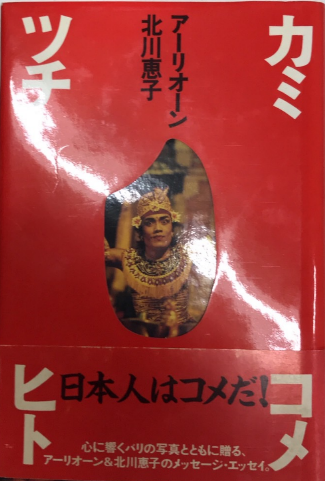 カミ
アーリオーン
北川恵子
ツチ
コメ
ヒト
日本人はコメだ!
心に響くバリの写真とともに贈る、
アーリオーン&北川恵子のメッセージ・エッセイ。